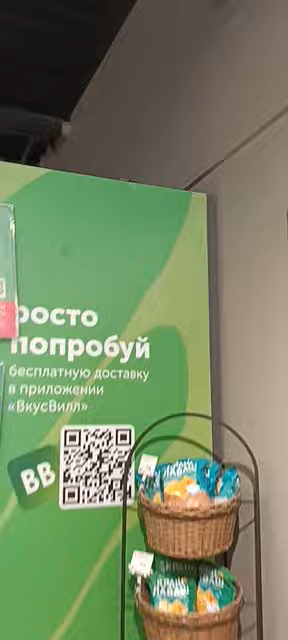 росто
попробуй
бесплатную доставку
в приложении
«ВкусВилл»
ВВ